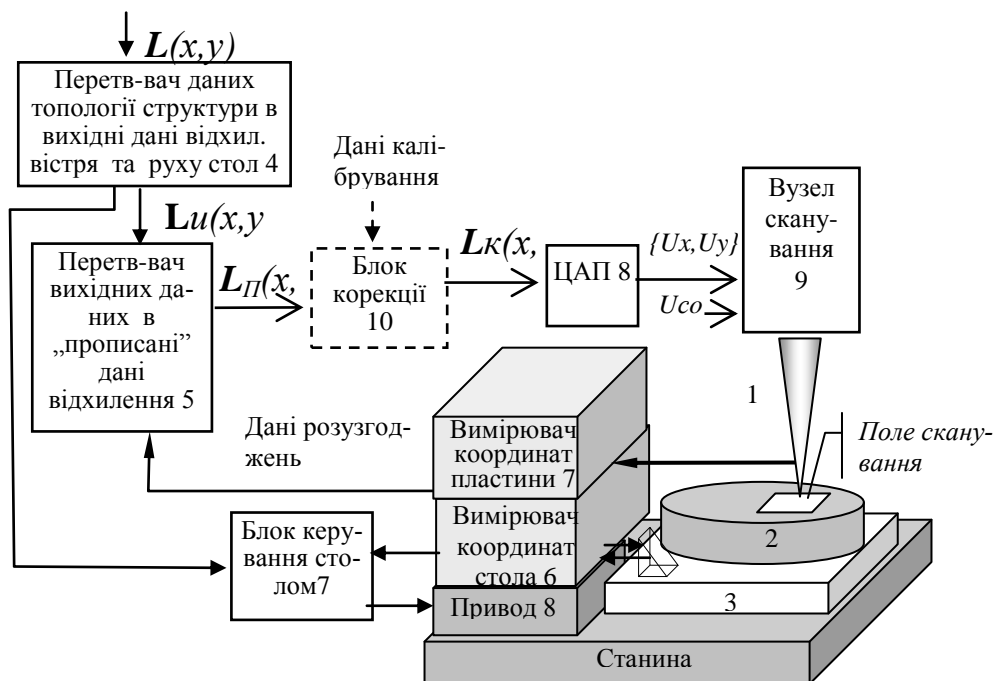 L(x,y)
Перетв-вач даних
топології структури в
вихідні дані відхил.
вістря та руху стол 4
Lи(x,y
Перетв-вач
вихідних да-
них в
„прописані”
дані
відхилення 5
LП(x,
Дані калі-
брування
Блок
корекції
10
Lк(x,
ЦАП 8
{Ux,Uy}
Uсо
Вузел
скану-
вання
9
1
Поле скану-
вання
Дані розузгод-
жень
Вимірювач
координат
пластини 7
Вимірювач
координат
стола 6
Привод 8
Блок керу-
вання сто-
лом7
2
3
Станина